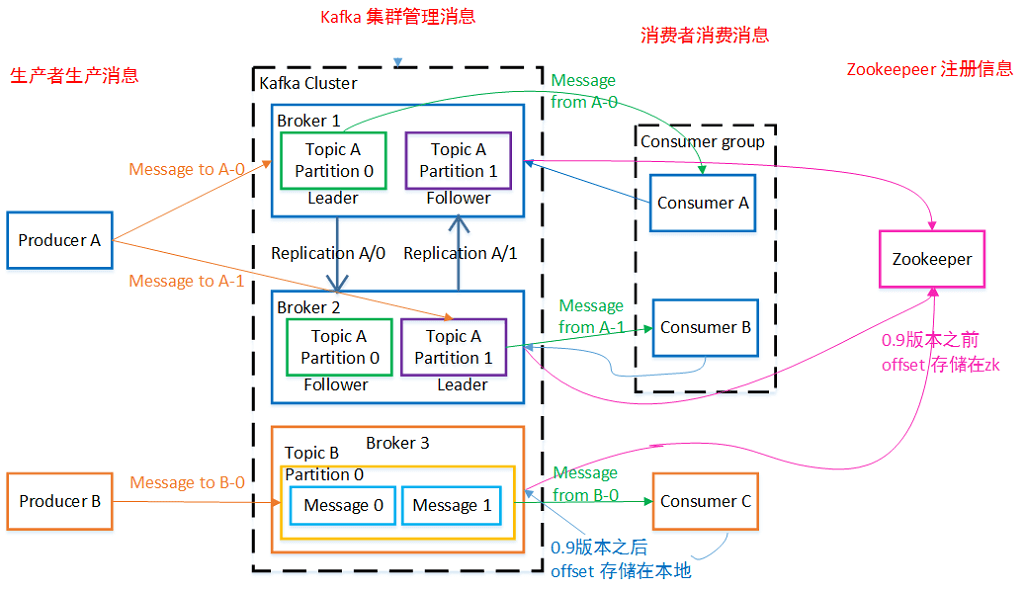 Kafka 集群管理消息
消费者消费消息
生产者生产消息
Zookeepeer 注册信息
Kafka Cluster
Message
from A-0
Broker 1
Topic A
Partition 0
Leader
Topic A
Partition 1
Follower
Consumer group
Consumer A
Message to A-0
Producer A
Replication A/0
Replication A/1
Zookeeper
Message to A-1
Broker 2
Topic A
Partition 0
Follower
Topic A
Partition 1
Leader
Message
from A-1
Consumer B
0.9版本之前
offset 存储在zk
Broker 3
Topic B
Partition 0
Message 0
Message 1
Producer B
Message to B-0
Message
from B-0
Consumer C
0.9版本之后
offset 存储在本地